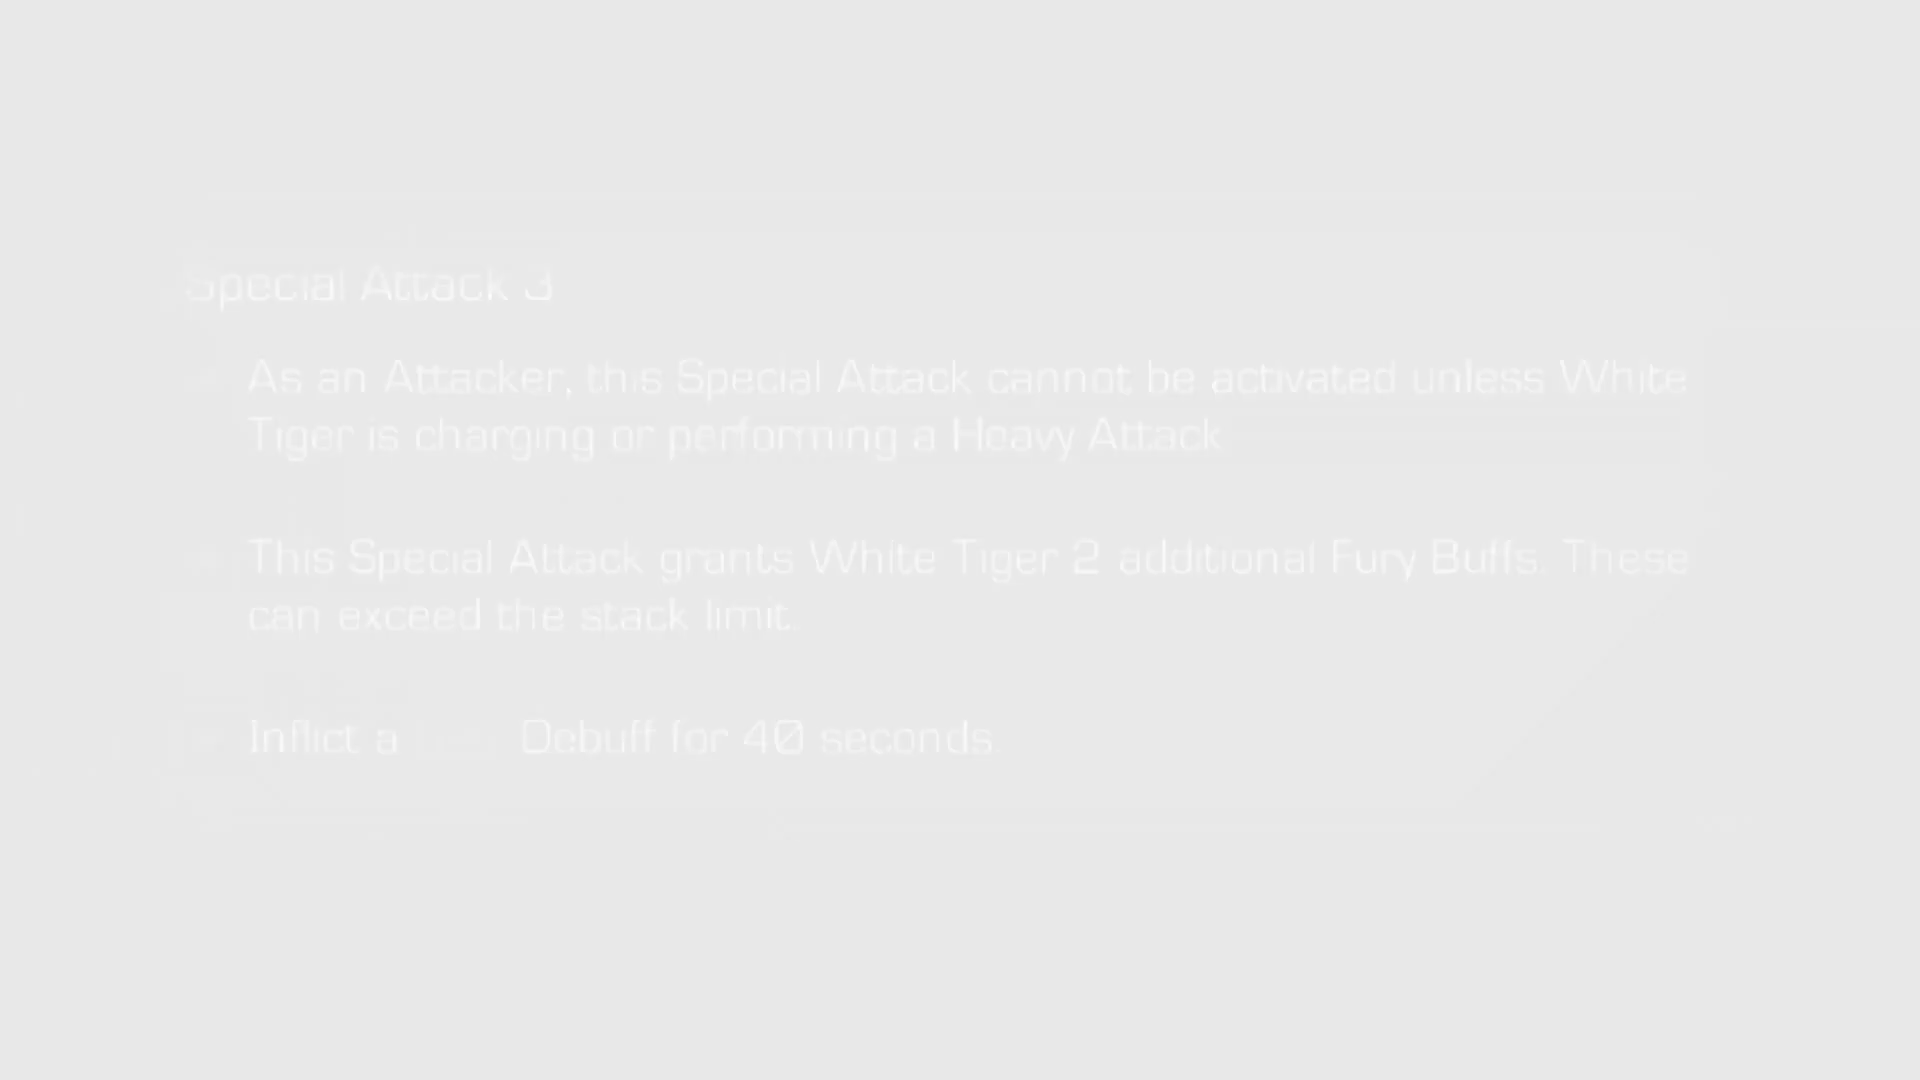 Special Attack 3
As an Attacker, this Special Attack cannot be activated unless White
Tiger is charging or performing a Heavy Attack
This Special Attack grants White Tiger 2 additional Fury Buffs. These
can exceed the stack limit.
Inflict a Debuff for 40 seconds.